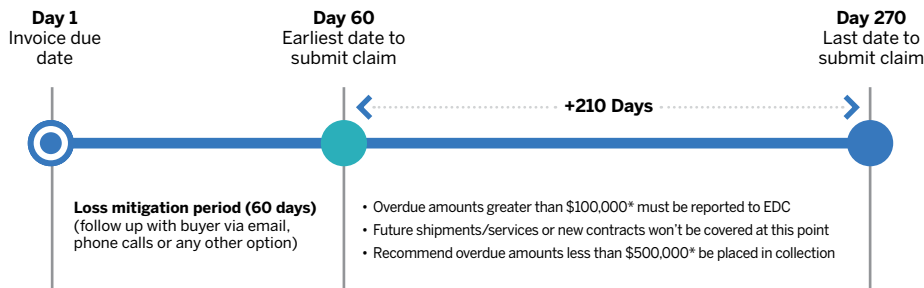 Day 1
Invoice due
date
Day 60
Earliest date to
submit claim
Day 270
Last date to
submit claim
+210 Days
Loss mitigation period (60 days)
(follow up with buyer via email,
phone calls or any other option)
• Overdue amounts greater than $100,000* must be reported to EDC
• Future shipments/services or new contracts won't be covered at this point
• Recommend overdue amounts less than $500,000* be placed in collection